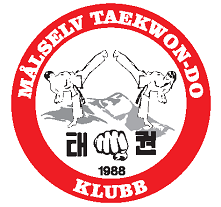 MÅLSELV TAEKWON-DO
태 권
1988
KLUBB